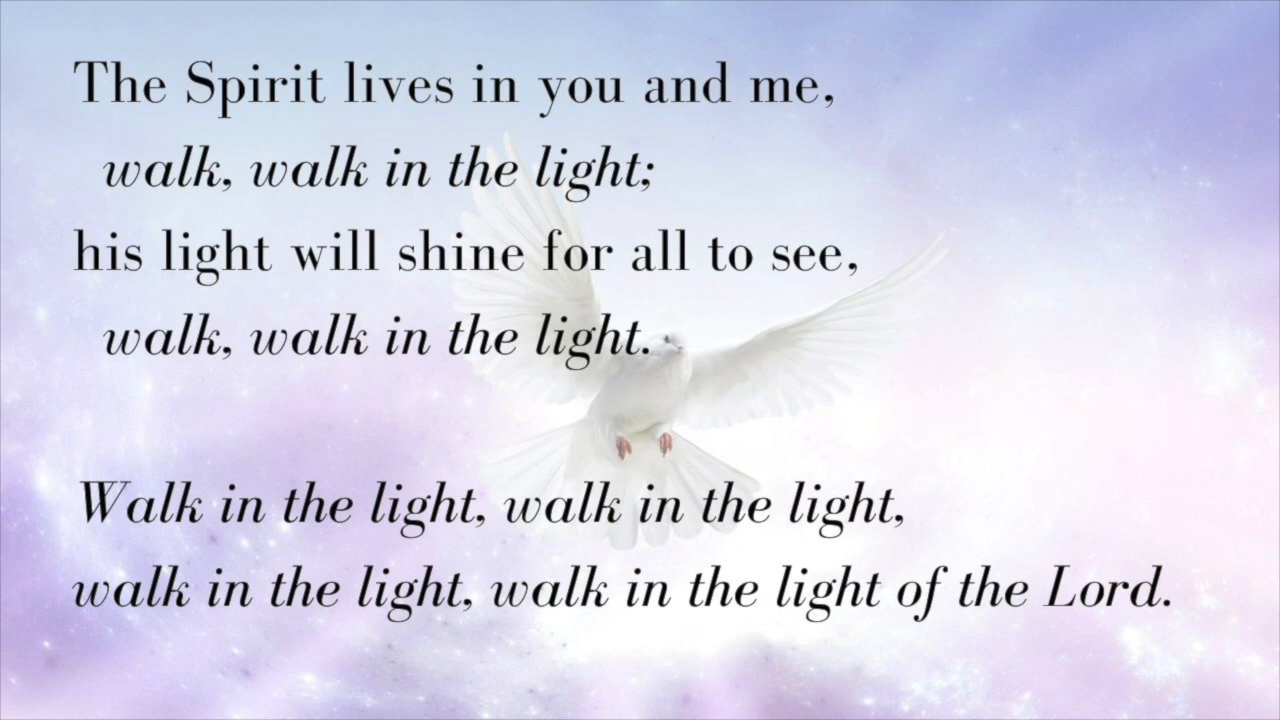 The Spirit lives in you and me,
walk, walk in the light;
his light will shine for all to see,
walk, walk in the light.
Walk in the light, walk in the light,
walk in the light, walk in the light of the Lord.